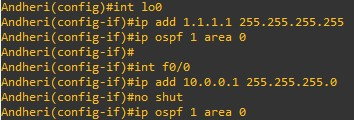 Andheri(config)#int lo0
Andheri(config-if)#ip add 1.1.1.1 255.255.255.255
Andheri(config-if)#ip ospf 1 area 0
Andheri(config-if)#
Andheri(config-if)#int f0/0
Andheri(config-if)#ip add 10.0.0.1 255.255.255.0
Andheri(config-if)#no shut
Andheri(config-if)#ip ospf 1 area 0